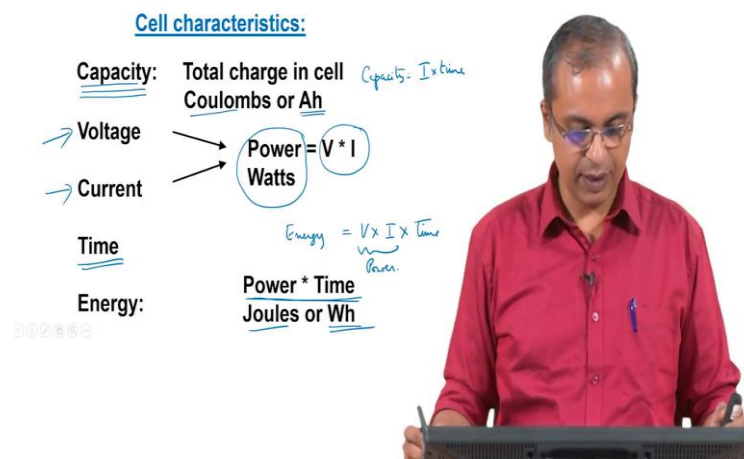 Cell characteristics:
Capacity: Total charge in cell Capacity = I x time
Coulombs or Ah
Voltage
Power = V * I
Watts
Current
Energy = V x I x Time
Power.
Time
Power * Time
Energy:
Joules or Wh